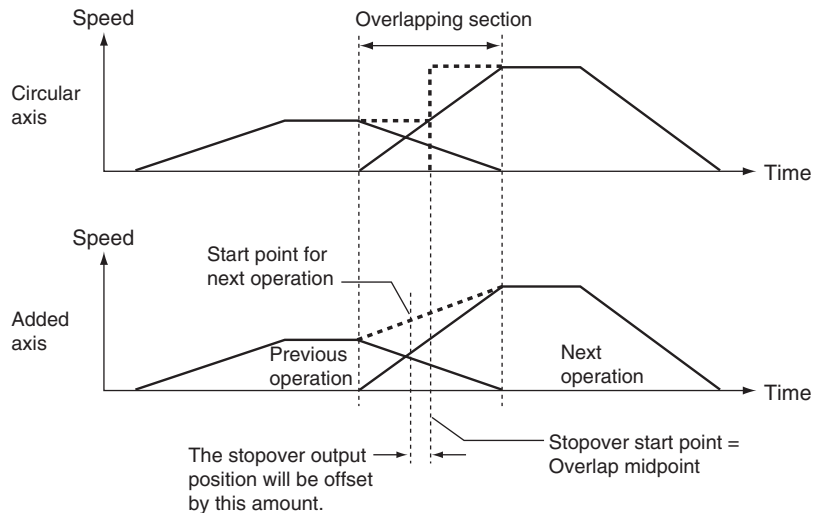 Speed
Overlapping section
Circular
axis
Time
Speed
Start point for
next operation
Added
axis
Previous
operation
Next
operation
Time
The stopover output
position will be offset
by this amount.
Stopover start point =
Overlap midpoint